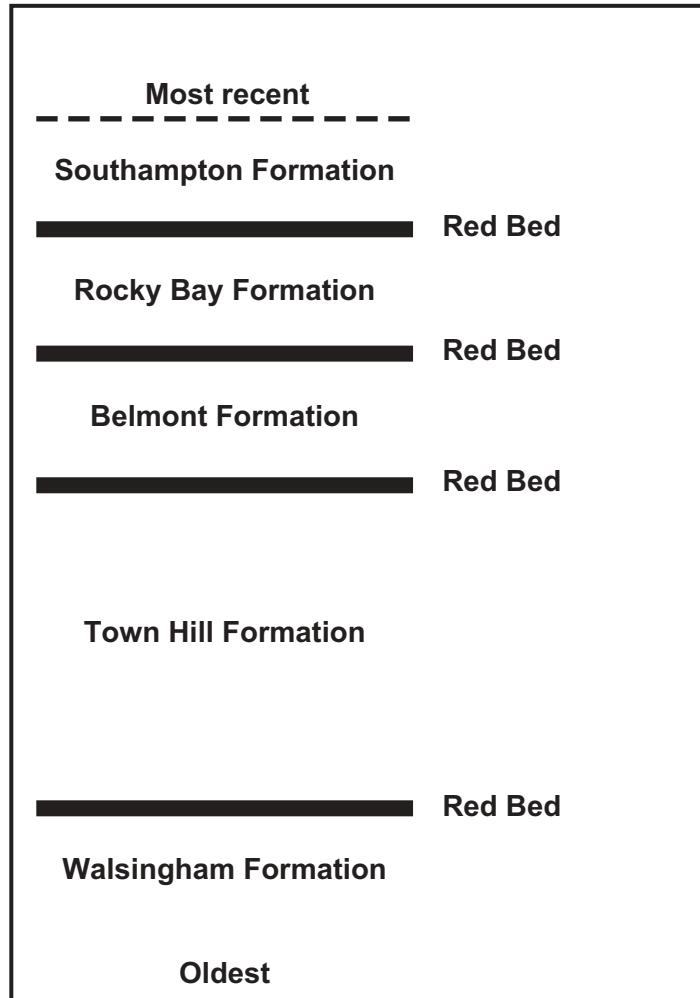 Most recent
Southampton Formation
Red Bed
Rocky Bay Formation
Red Bed
Belmont Formation
Red Bed
Town Hill Formation
Red Bed
Walsingham Formation
Oldest